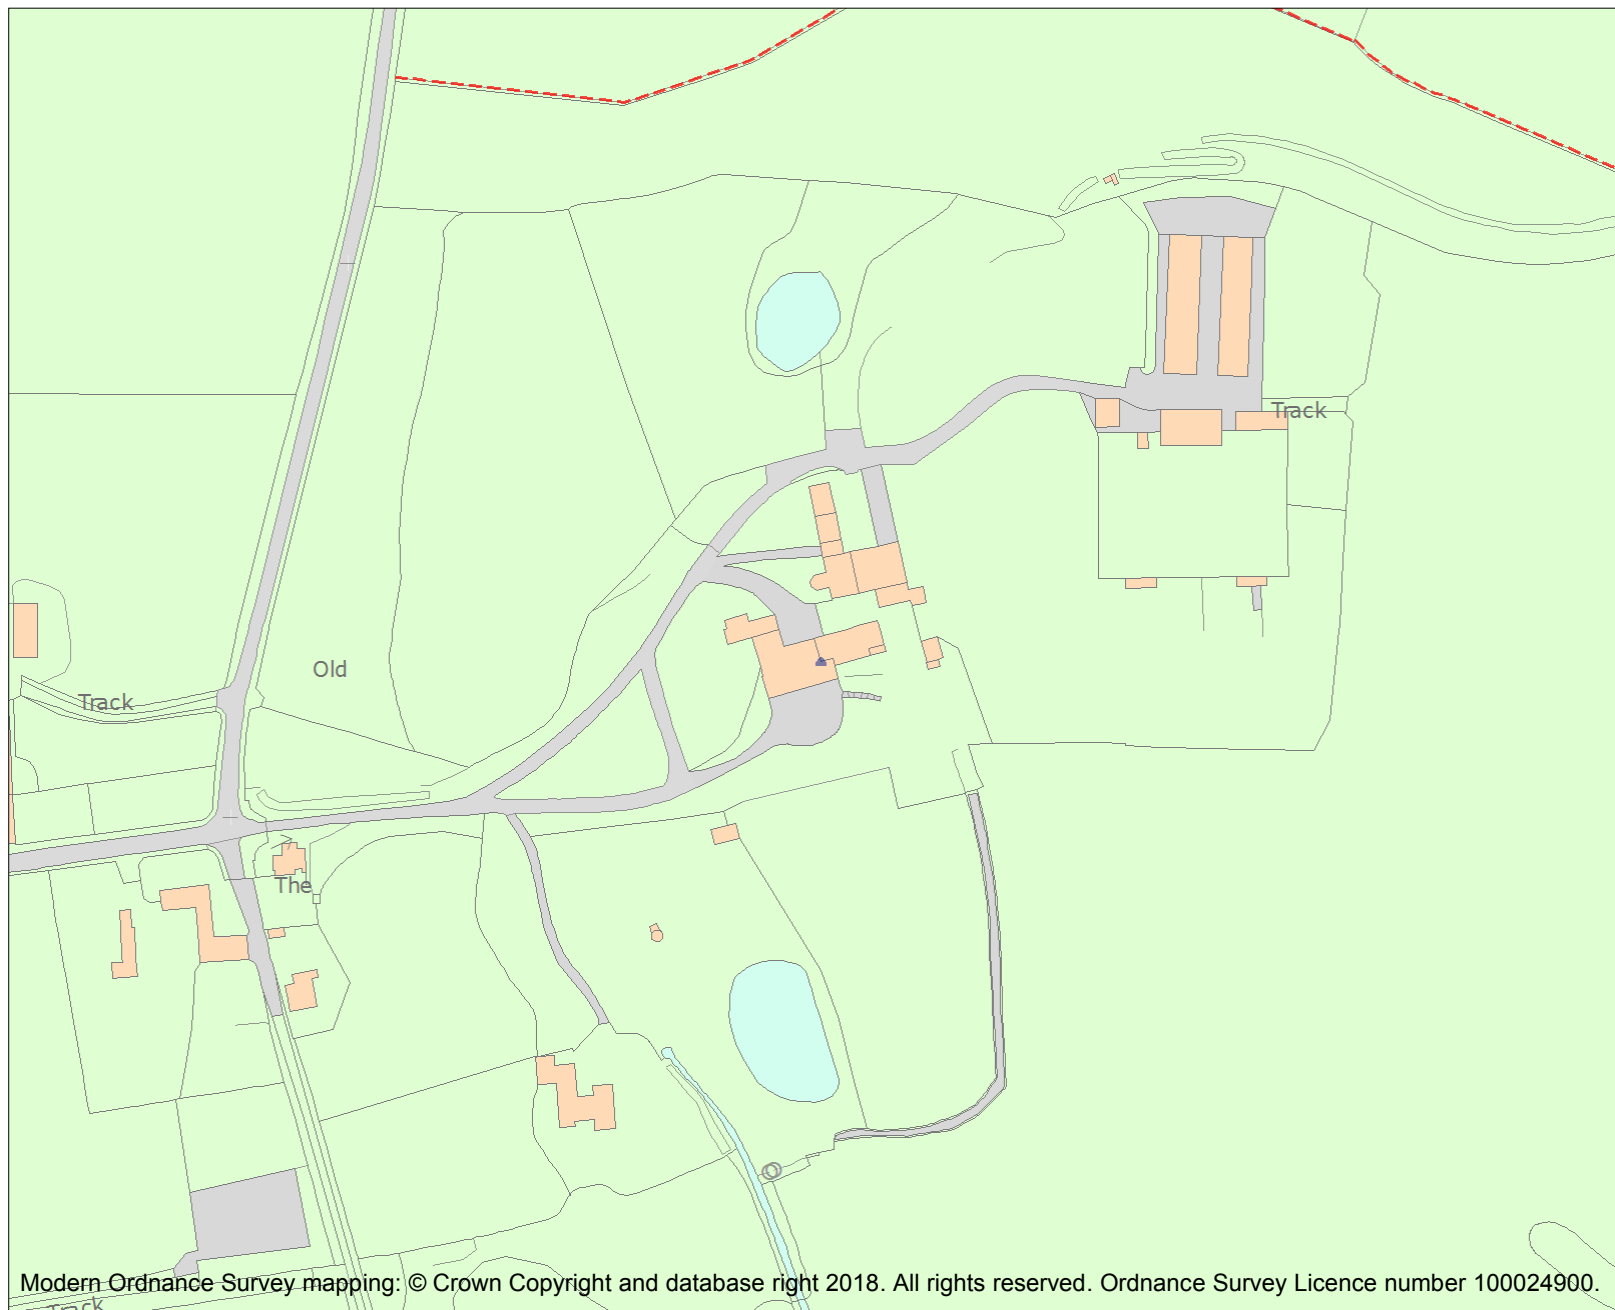 Track
Old
Track
The
Track
Modern Ordnance Survey mapping: © Crown Copyright and database right 2018. All rights reserved. Ordnance Survey Licence number 100024900.